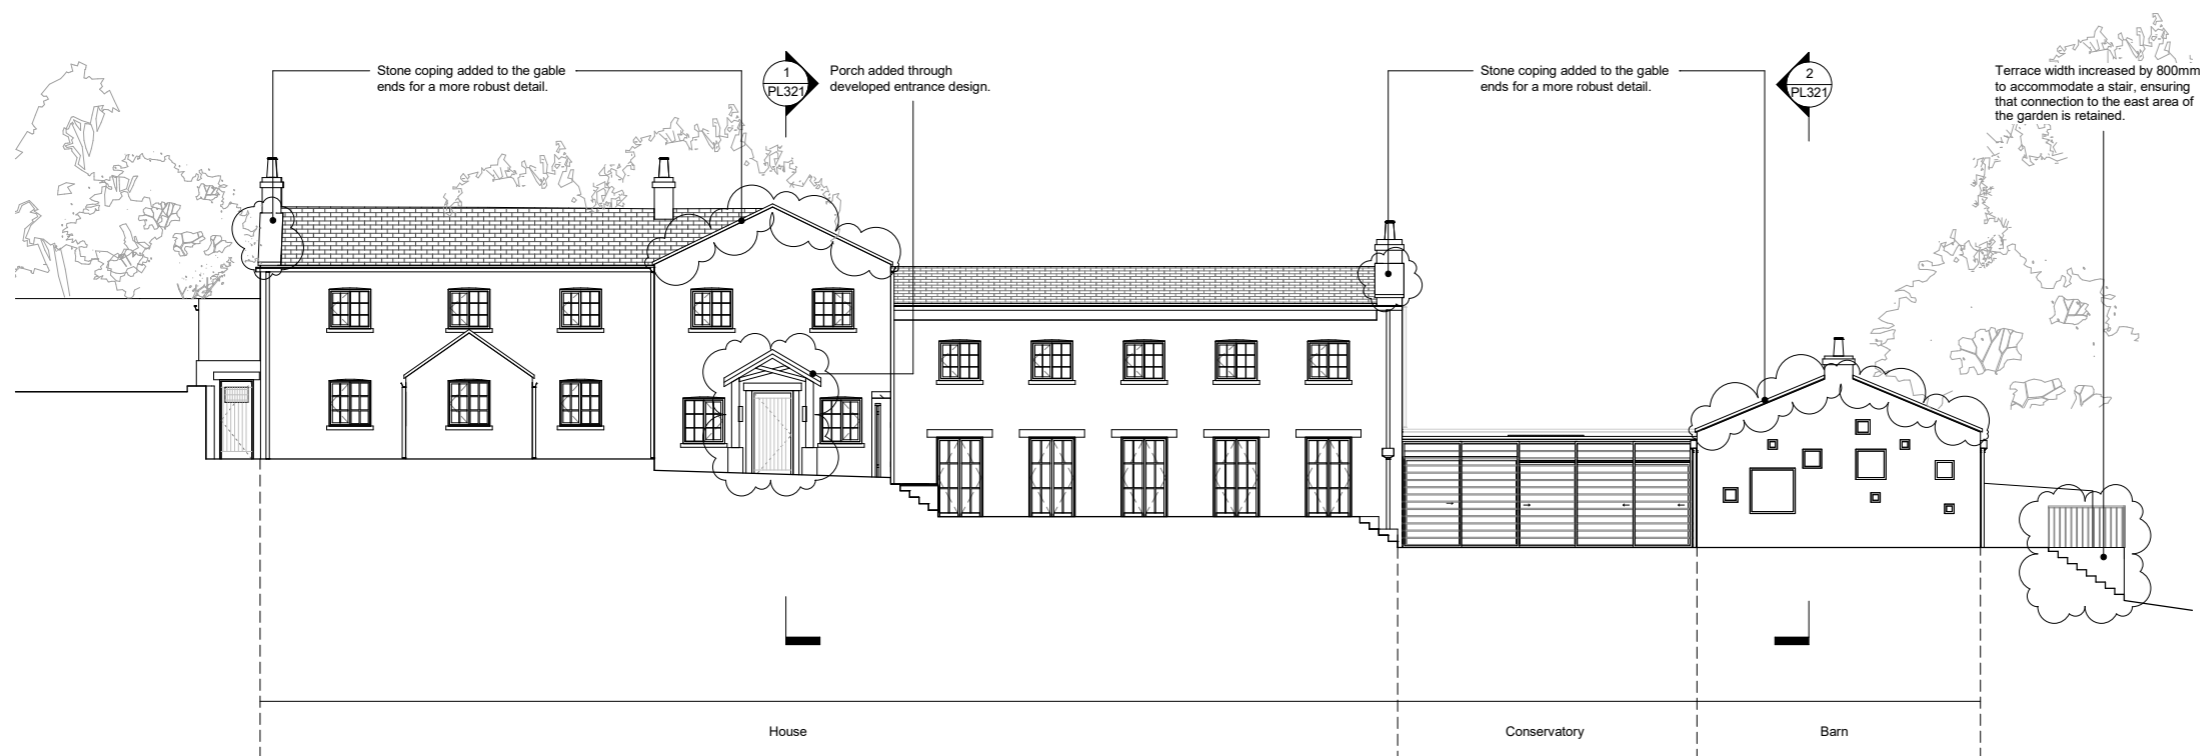 Stone coping added to the gable
ends for a more robust detail.
1
PL321
Porch added through
developed entrance design.
Stone coping added to the gable
ends for a more robust detail.
2
PL321
Terrace width increased by 800mm
to accommodate a stair, ensuring
that connection to the east area of
the garden is retained.
House
Conservatory
Barn